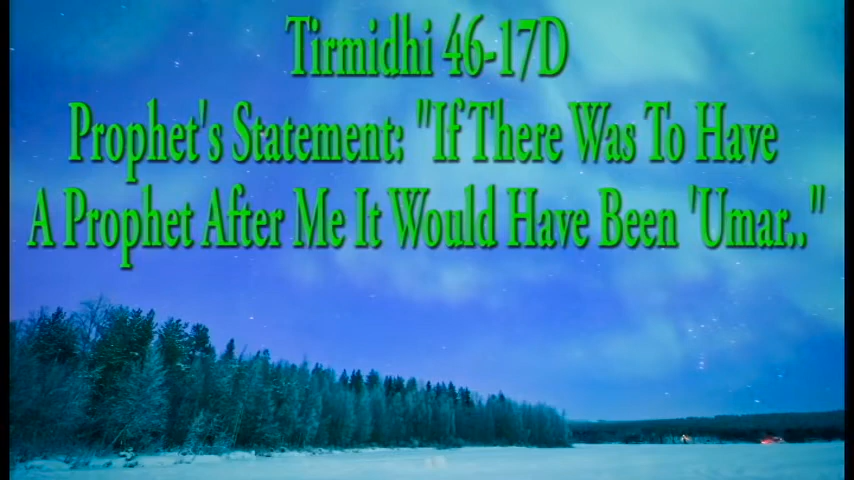 Tirmidhi 46-17D
Prophet's Statement: "If There Was To Have
A Prophet After Me It Would Have Been 'Umar.."